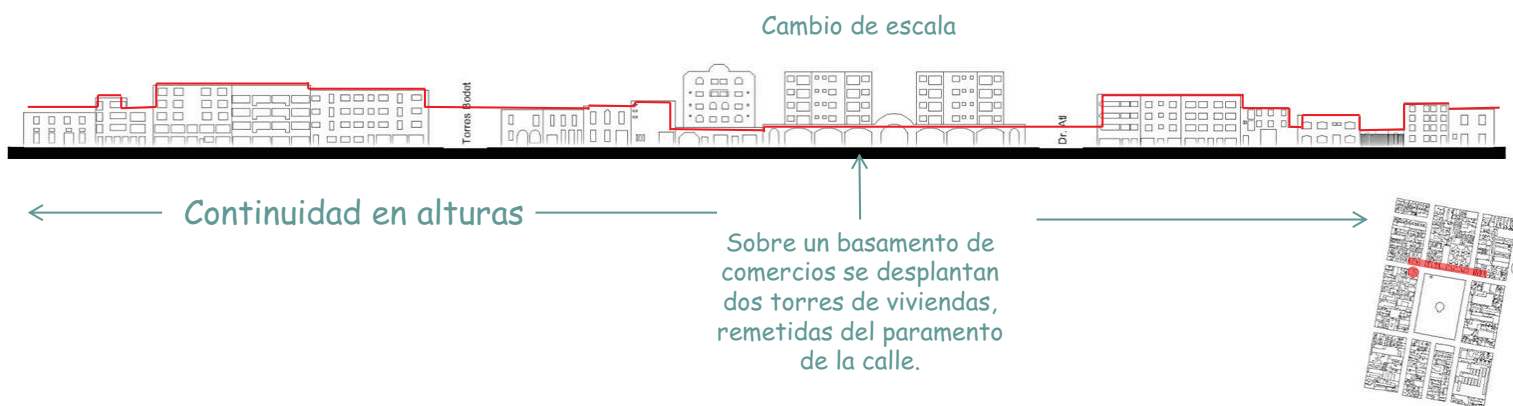 Cambio de escala
Torres Bodet
Dr. Atl
Continuidad en alturas
Sobre un basamento de
comercios se desplantan
dos torres de viviendas,
remetidas del paramento
de la calle.